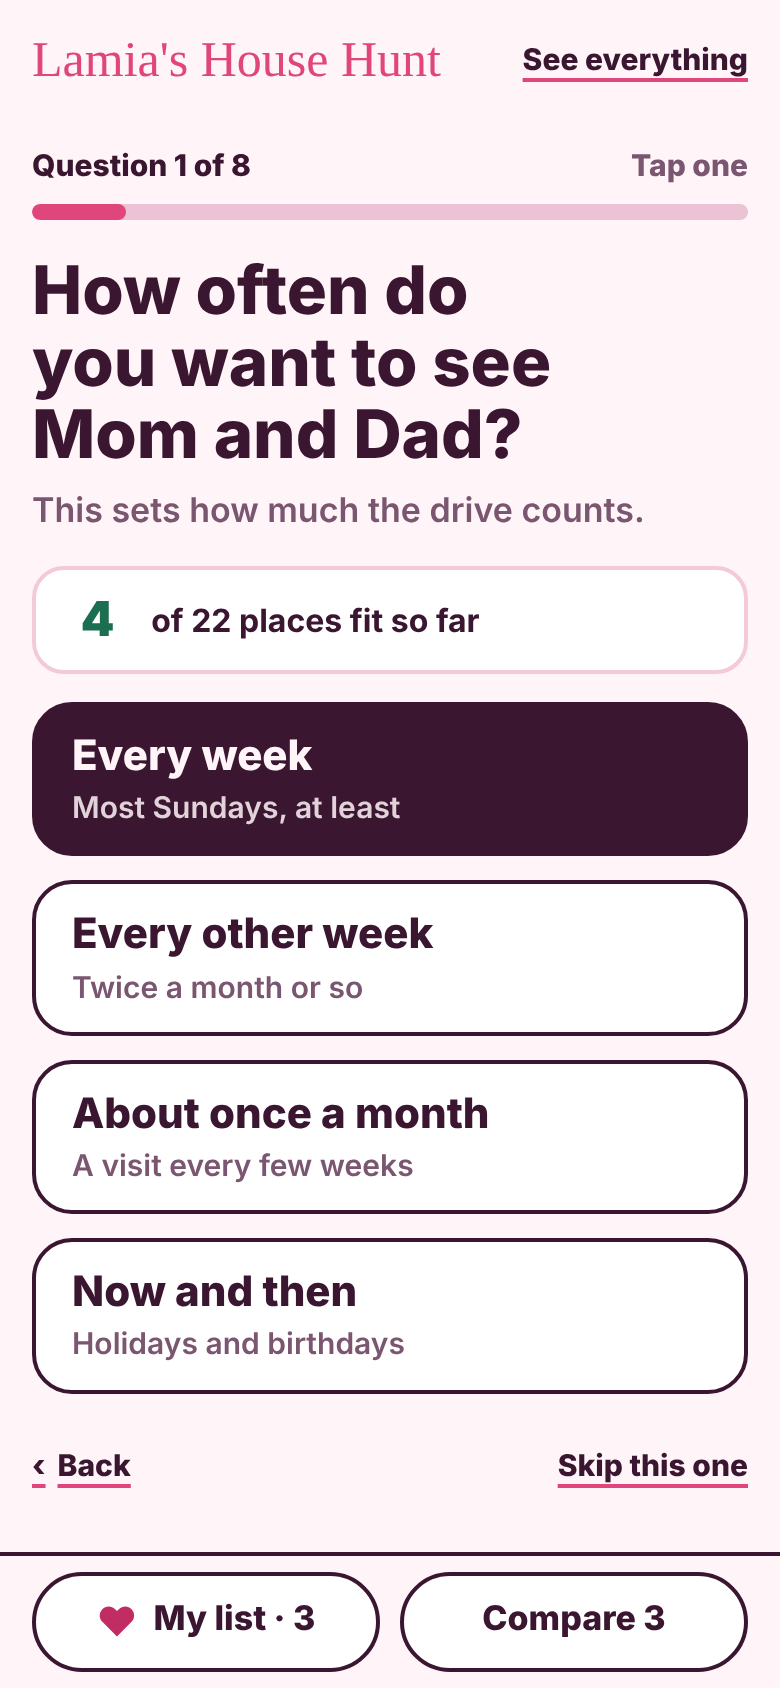 Lamia's House Hunt
See everything
Question 1 of 8
Tap one
How often do
you want to see
Mom and Dad?
This sets how much the drive counts.
4 of 22 places fit so far
Every week
Most Sundays, at least
Every other week
Twice a month or so
About once a month
A visit every few weeks
Now and then
Holidays and birthdays
‹ Back
Skip this one
My list · 3
Compare 3